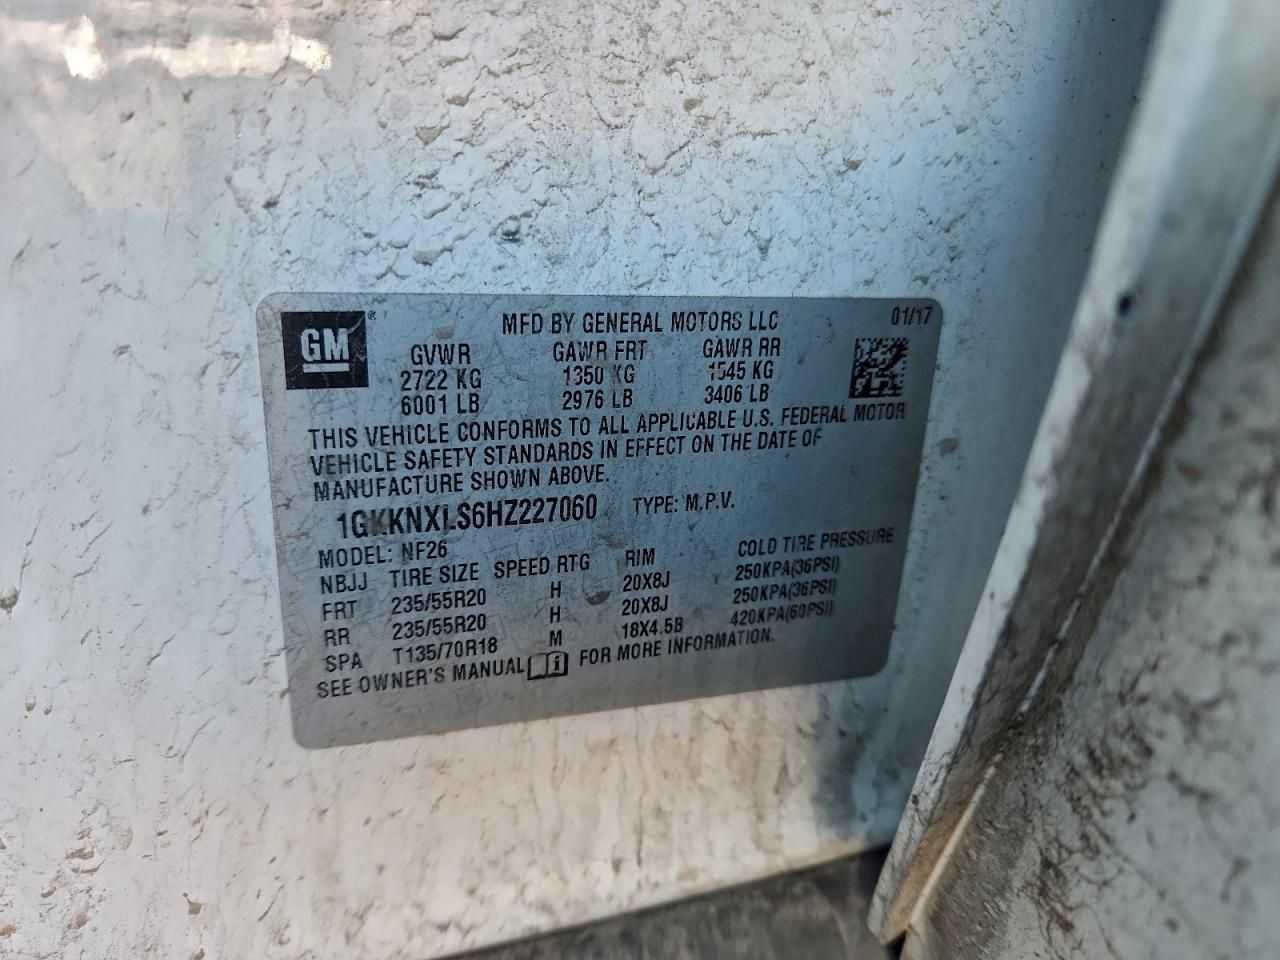 GM®
MFD BY GENERAL MOTORS LLC 01/17
GVWR GAWR FRT GAWR RR
2722 KG 1350 KG 1545 KG
6001 LB 2976 LB 3406 LB
THIS VEHICLE CONFORMS TO ALL APPLICABLE U.S. FEDERAL MOTOR
VEHICLE SAFETY STANDARDS IN EFFECT ON THE DATE OF
MANUFACTURE SHOWN ABOVE.
1GKKNXLS6HZ227060 TYPE: M.P.V.
MODEL: NF26
NBJJ TIRE SIZE SPEED RTG RIM COLD TIRE PRESSURE
FRT 235/55R20 H 20X8J 250KPA(36PSI)
RR 235/55R20 H 20X8J 250KPA(36PSI)
SPA T135/70R18 M 18X4.5B 420KPA(60PSI)
SEE OWNER'S MANUAL FOR MORE INFORMATION.